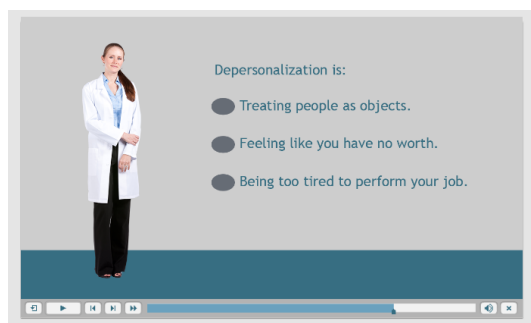 Depersonalization is:
Treating people as objects.
Feeling like you have no worth.
Being too tired to perform your job.